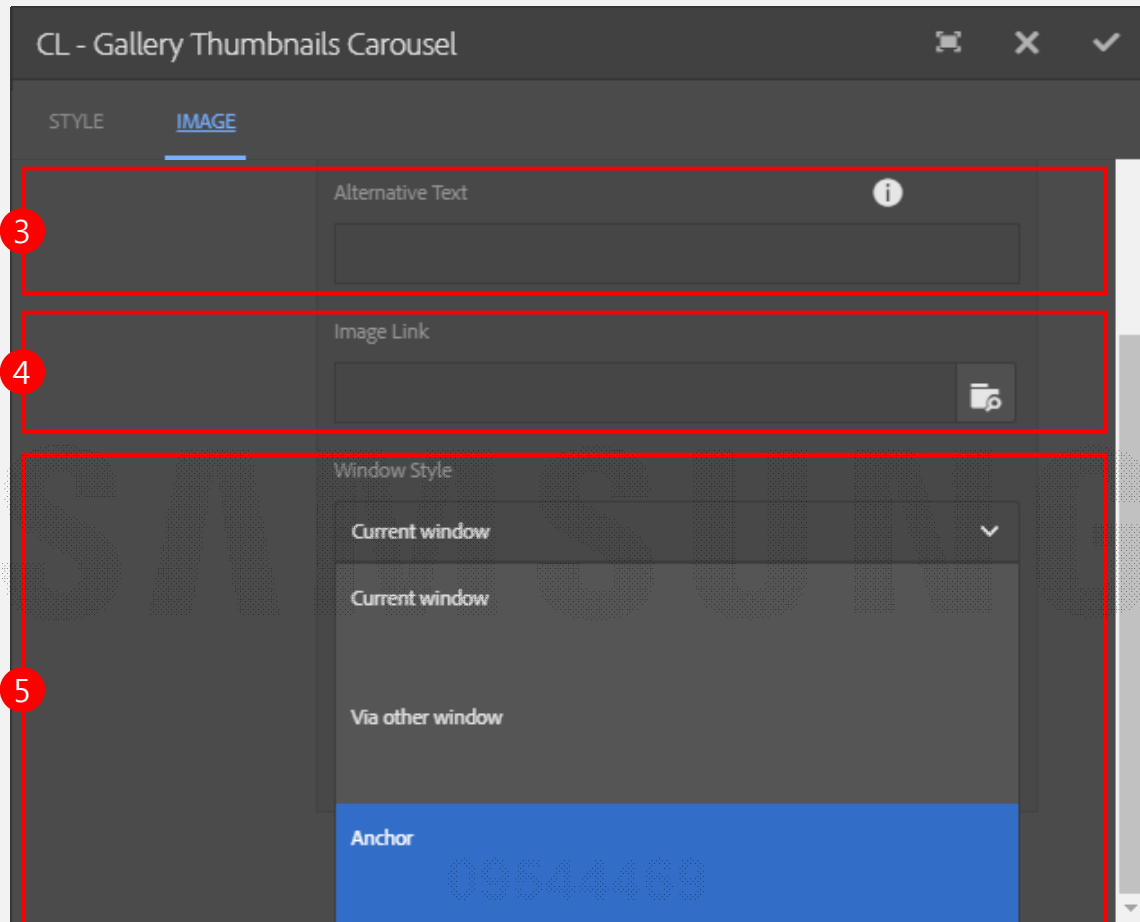 CL - Gallery Thumbnails Carousel
STYLE IMAGE
3
Alternative Text
4
Image Link
5
Window Style
Current window
Current window
Via other window
Anchor
SAMSUNG
09544469